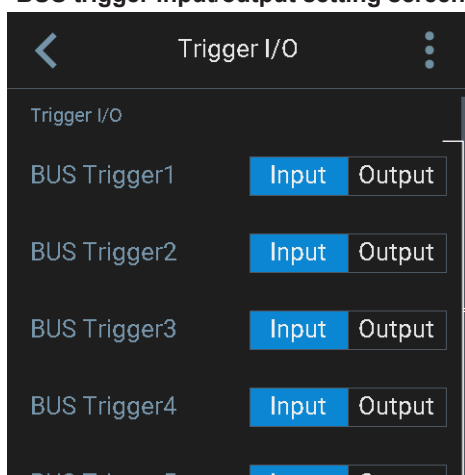 Trigger I/O
Trigger I/O
BUS Trigger1 Input Output
BUS Trigger2 Input Output
BUS Trigger3 Input Output
BUS Trigger4 Input Output